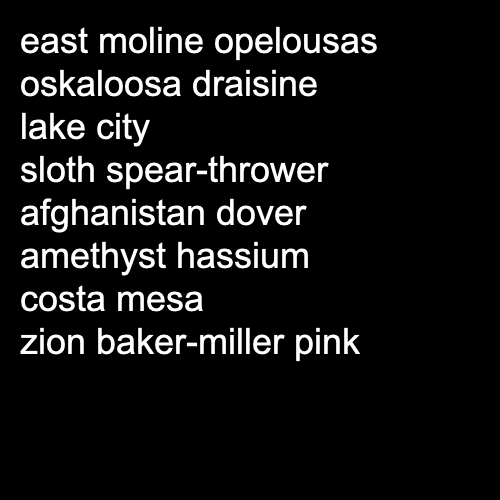 east moline opelousas
oskaloosa draisine
lake city
sloth spear-thrower
afghanistan dover
amethyst hassium
costa mesa
zion baker-miller pink